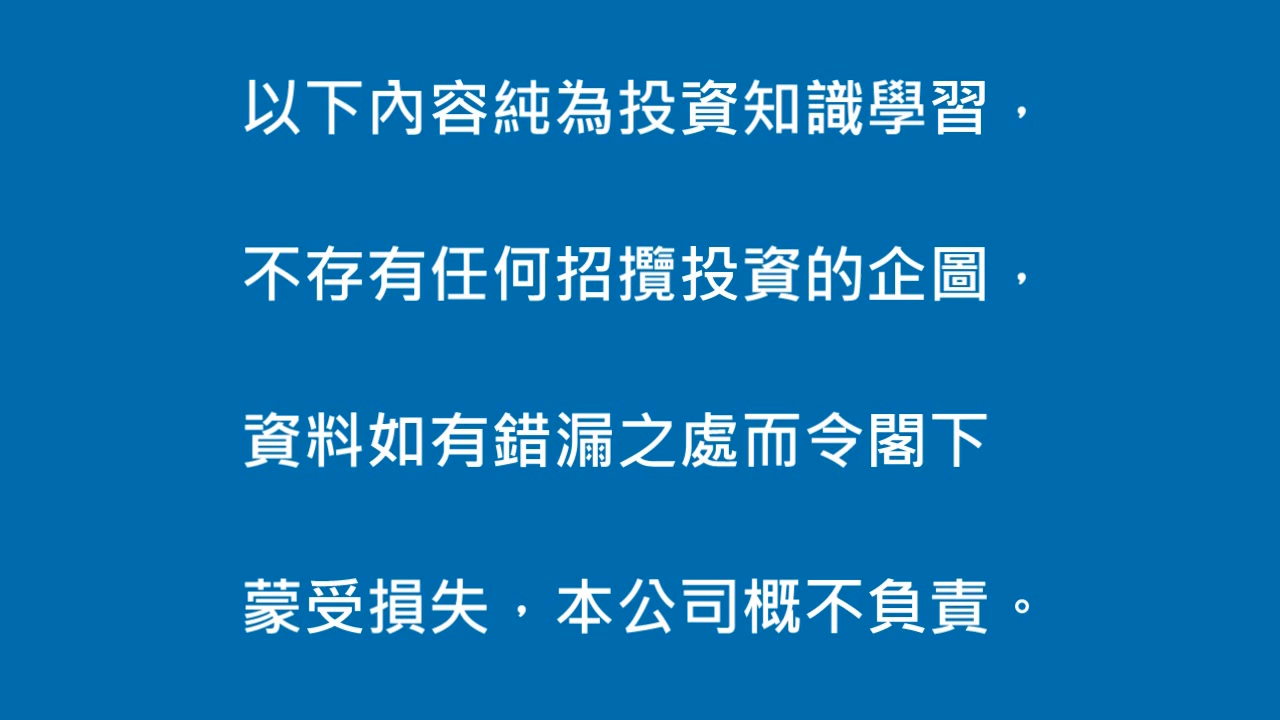 以下內容純為投資知識學習，
不存有任何招攬投資的企圖，
資料如有錯漏之處而令閣下
蒙受損失，本公司概不負責。